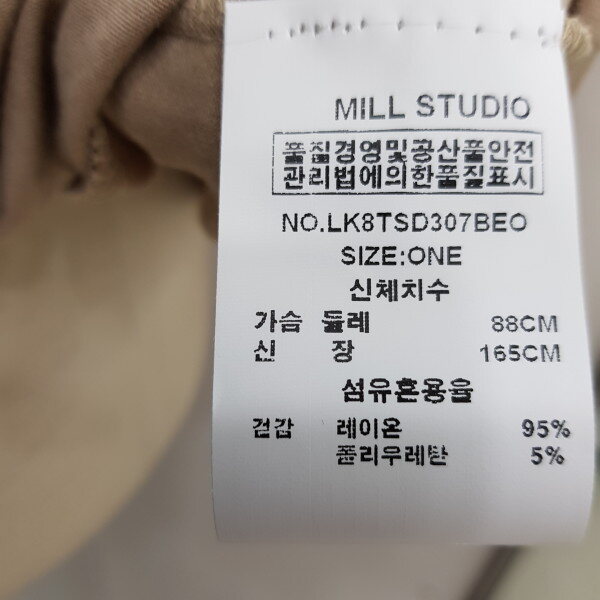 MILL STUDIO
품질경영및공산품안전
관리법에의한품질표시
NO.LK8TSD307BEO
SIZE:ONE
신체치수
가슴 둘레 88CM
신 장 165CM
섬유혼용율
겉감 레이온 95%
폴리우레탄 5%